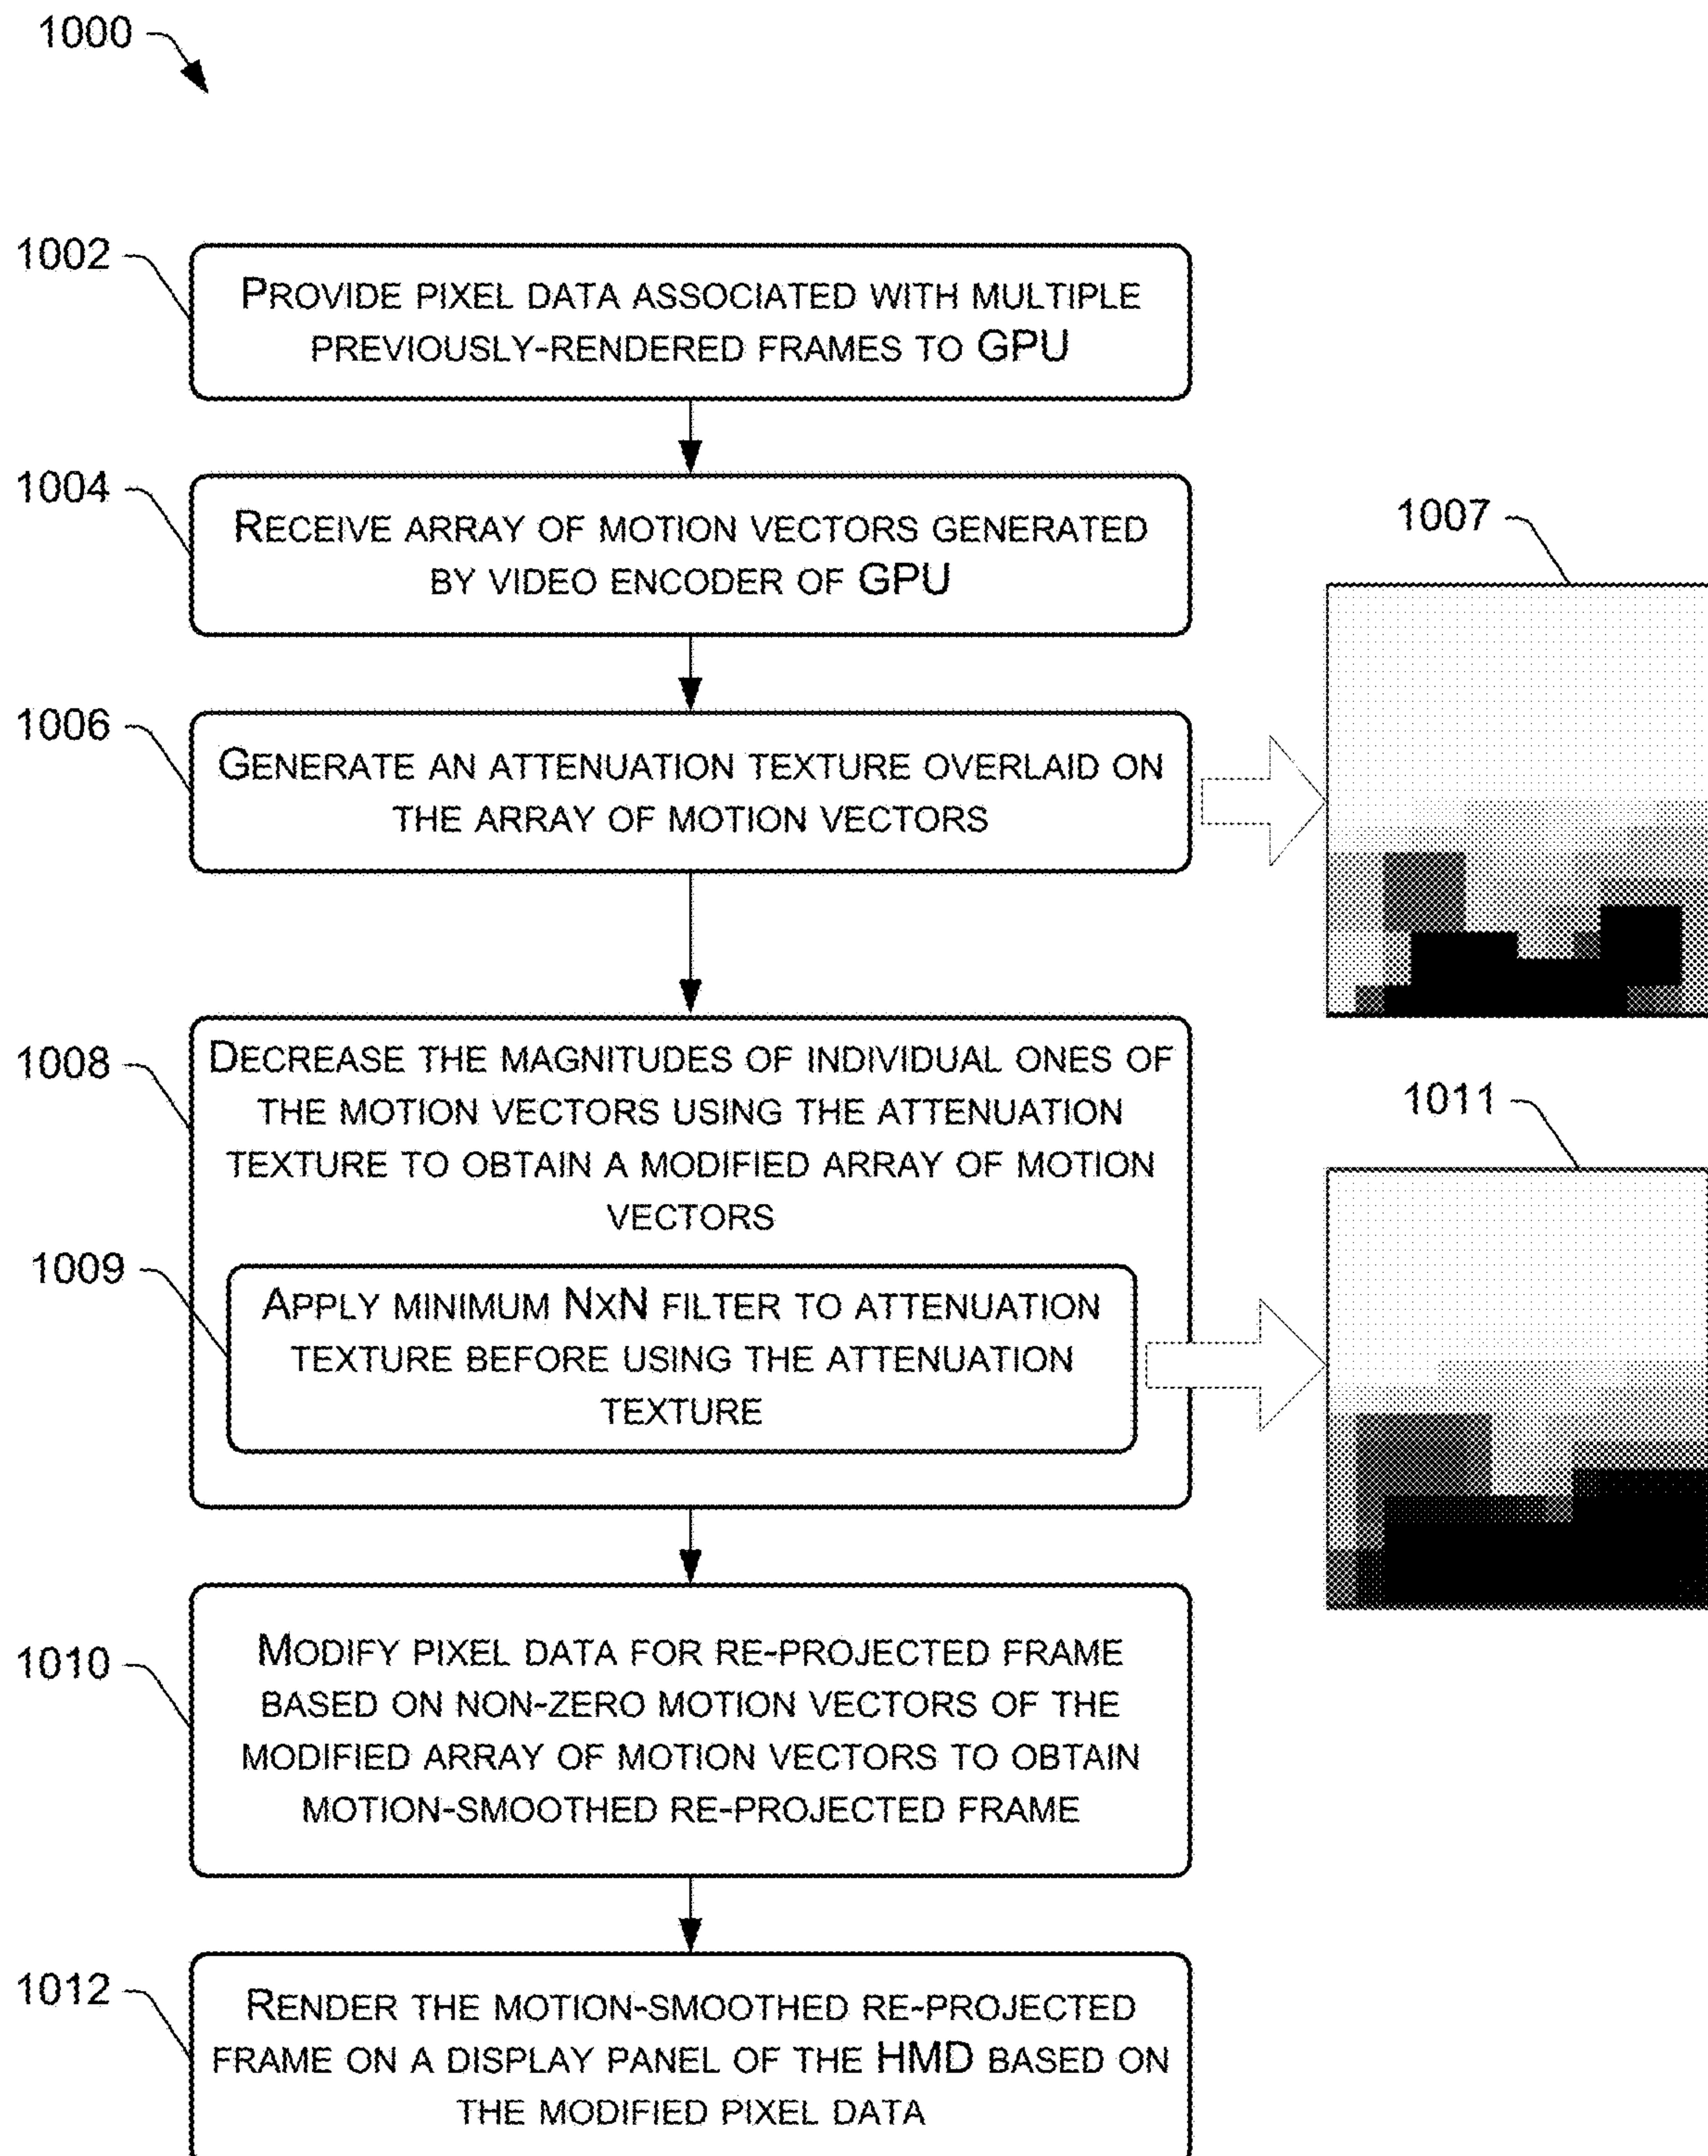 1000
1002
PROVIDE PIXEL DATA ASSOCIATED WITH MULTIPLE
PREVIOUSLY-RENDERED FRAMES TO GPU
1004
RECEIVE ARRAY OF MOTION VECTORS GENERATED
BY VIDEO ENCODER OF GPU
1007
1006
GENERATE AN ATTENUATION TEXTURE OVERLAID ON
THE ARRAY OF MOTION VECTORS
1008
DECREASE THE MAGNITUDES OF INDIVIDUAL ONES OF
THE MOTION VECTORS USING THE ATTENUATION
TEXTURE TO OBTAIN A MODIFIED ARRAY OF MOTION
VECTORS
1011
1009
APPLY MINIMUM NXN FILTER TO ATTENUATION
TEXTURE BEFORE USING THE ATTENUATION
TEXTURE
1010
MODIFY PIXEL DATA FOR RE-PROJECTED FRAME
BASED ON NON-ZERO MOTION VECTORS OF THE
MODIFIED ARRAY OF MOTION VECTORS TO OBTAIN
MOTION-SMOOTHED RE-PROJECTED FRAME
1012
RENDER THE MOTION-SMOOTHED RE-PROJECTED
FRAME ON A DISPLAY PANEL OF THE HMD BASED ON
THE MODIFIED PIXEL DATA